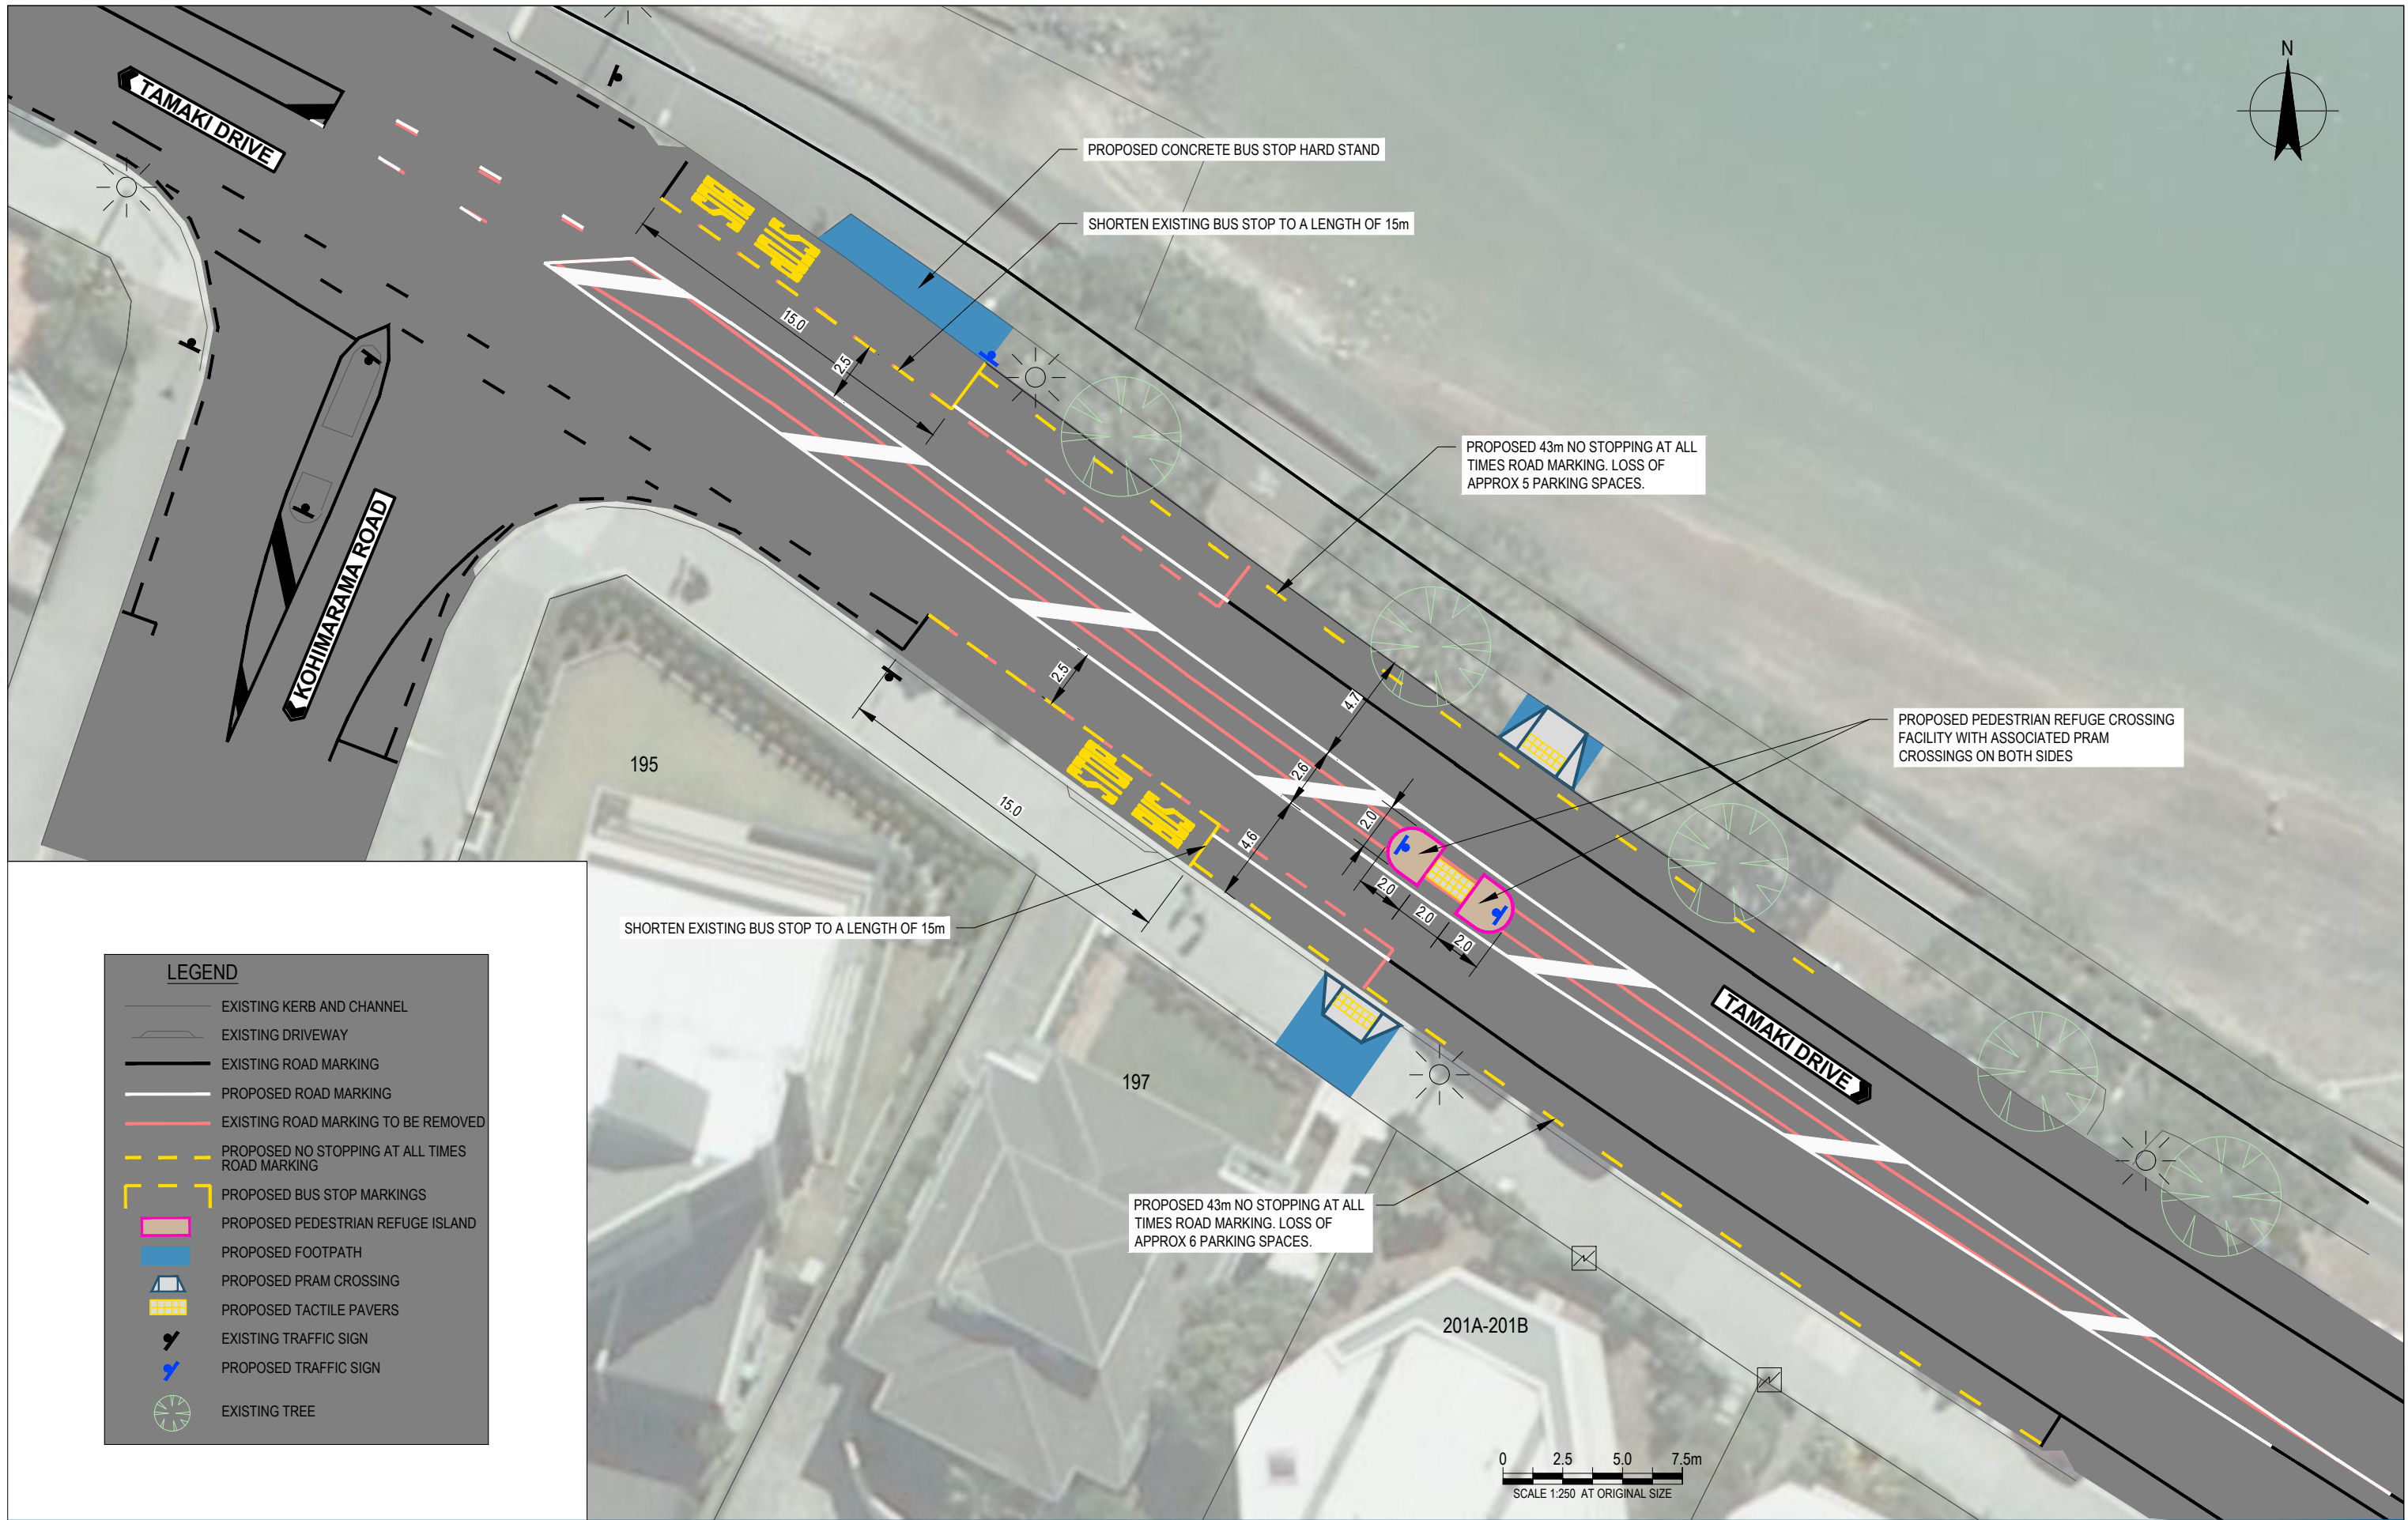 TAMAKI DRIVE
N
PROPOSED CONCRETE BUS STOP HARD STAND
SHORTEN EXISTING BUS STOP TO A LENGTH OF 15m
BUS
STOP
15.0
2.5
PROPOSED 43m NO STOPPING AT ALL
TIMES ROAD MARKING. LOSS OF
APPROX 5 PARKING SPACES.
KOHIMARAMA ROAD
2.5
4.7
PROPOSED PEDESTRIAN REFUGE CROSSING
FACILITY WITH ASSOCIATED PRAM
CROSSINGS ON BOTH SIDES
195
STOP
BUS
15.0
2.6
4.6
2.0
2.0
2.0
2.0
SHORTEN EXISTING BUS STOP TO A LENGTH OF 15m
TAMAKI DRIVE
197
PROPOSED 43m NO STOPPING AT ALL
TIMES ROAD MARKING. LOSS OF
APPROX 6 PARKING SPACES.
201A-201B
LEGEND
EXISTING KERB AND CHANNEL
EXISTING DRIVEWAY
EXISTING ROAD MARKING
PROPOSED ROAD MARKING
EXISTING ROAD MARKING TO BE REMOVED
PROPOSED NO STOPPING AT ALL TIMES
ROAD MARKING
PROPOSED BUS STOP MARKINGS
PROPOSED PEDESTRIAN REFUGE ISLAND
PROPOSED FOOTPATH
PROPOSED PRAM CROSSING
PROPOSED TACTILE PAVERS
EXISTING TRAFFIC SIGN
PROPOSED TRAFFIC SIGN
EXISTING TREE
0 2.5 5.0 7.5m
SCALE 1:250 AT ORIGINAL SIZE